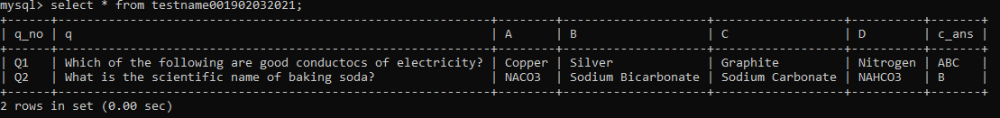 mysql> select * from testname001902032021;
| q_no | q | A | B | C | D | c_ans |
| Q1 | Which of the following are good conductocs of electricity? | Copper | Silver | Graphite | Nitrogen | ABC |
| Q2 | What is the scientific name of baking soda? | NACO3 | Sodium Bicarbonate | Sodium Carbonate | NAHCO3 | B |
2 rows in set (0.00 sec)